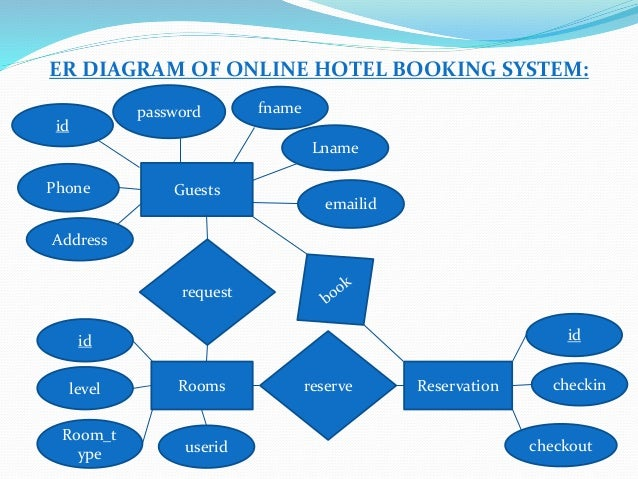 ER DIAGRAM OF ONLINE HOTEL BOOKING SYSTEM:
password
fname
id
Lname
Phone
Guests
emailid
Address
request
book
id
id
level
Rooms
reserve
Reservation
checkin
Room_t
ype
userid
checkout